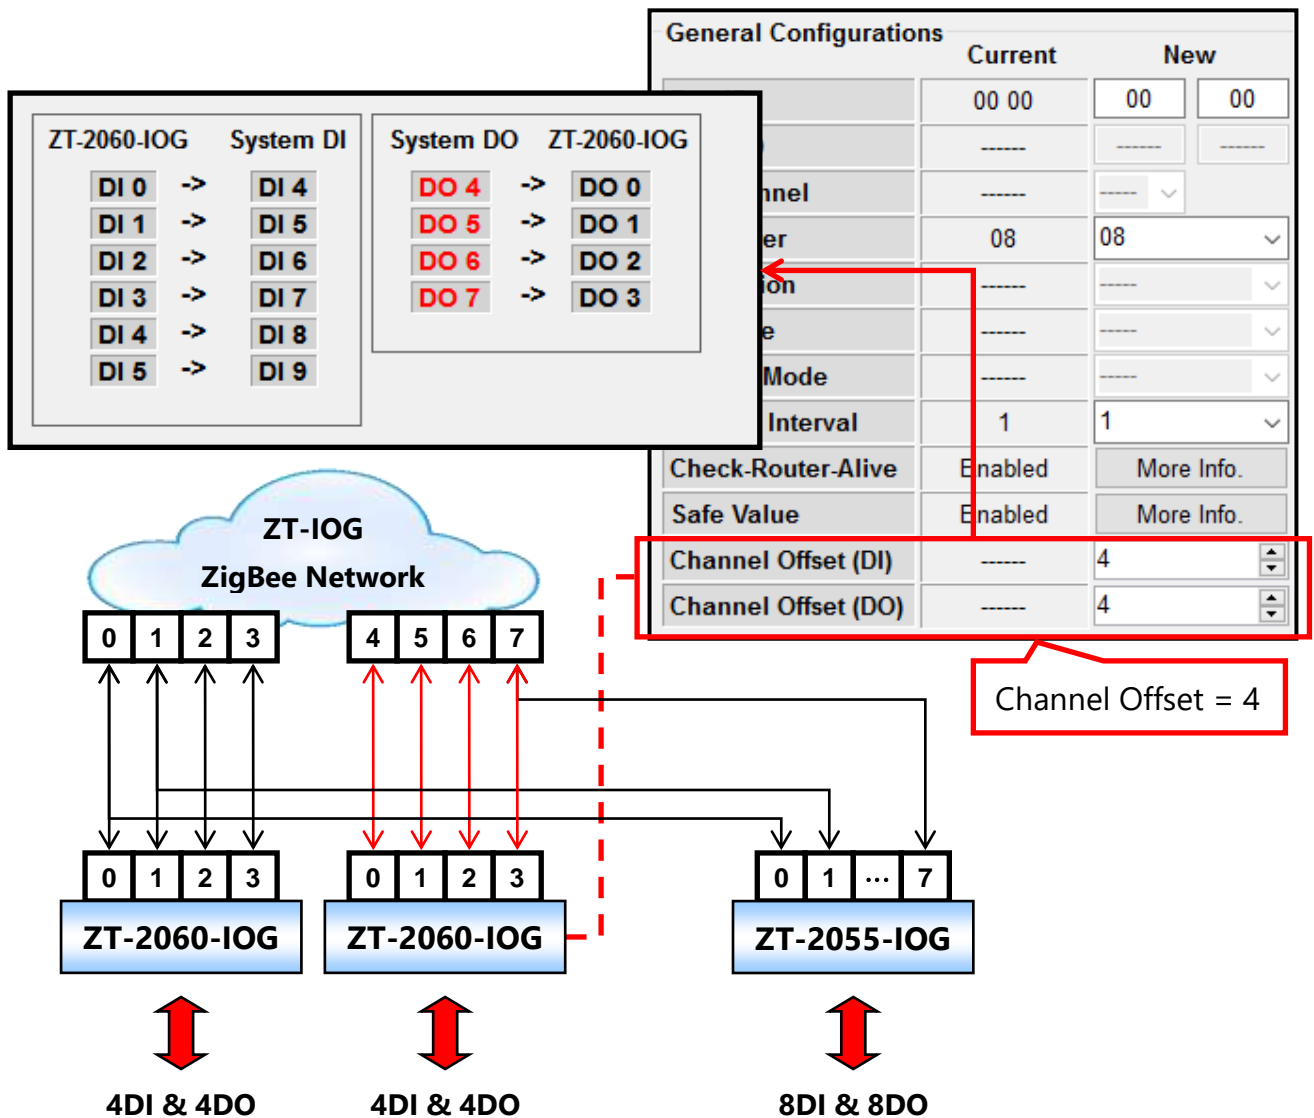 General Configurations
Current New
00 00 00 00
------ ------ ------
nnel ------ -----
er 08 08
ion ------ -----
e ------ -----
Mode ------ -----
Interval 1 1
Check-Router-Alive Enabled More Info.
Safe Value Enabled More Info.
Channel Offset (DI) ------ 4
Channel Offset (DO) ------ 4
Channel Offset = 4
ZT-2060-IOG System DI
DI 0 -> DI 4
DI 1 -> DI 5
DI 2 -> DI 6
DI 3 -> DI 7
DI 4 -> DI 8
DI 5 -> DI 9
System DO ZT-2060-IOG
DO 4 -> DO 0
DO 5 -> DO 1
DO 6 -> DO 2
DO 7 -> DO 3
ZT-IOG
ZigBee Network
0 1 2 3 4 5 6 7
0 1 2 3 0 1 2 3 0 1 ... 7
ZT-2060-IOG ZT-2060-IOG ZT-2055-IOG
4DI & 4DO 4DI & 4DO 8DI & 8DO